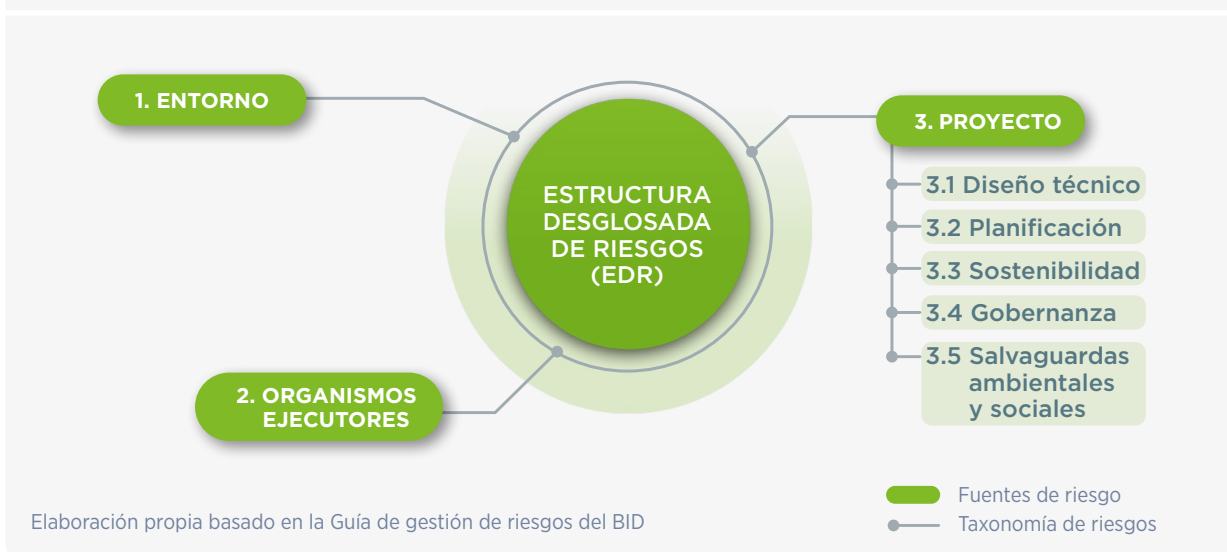 1. ENTORNO
ESTRUCTURA
DESGLOSADA
DE RIESGOS
(EDR)
2. ORGANISMOS
EJECUTORES
3. PROYECTO
3.1 Diseño técnico
3.2 Planificación
3.3 Sostenibilidad
3.4 Gobernanza
3.5 Salvaguardas
ambientales
y sociales
Fuentes de riesgo
Taxonomía de riesgos
Elaboración propia basado en la Guía de gestión de riesgos del BID